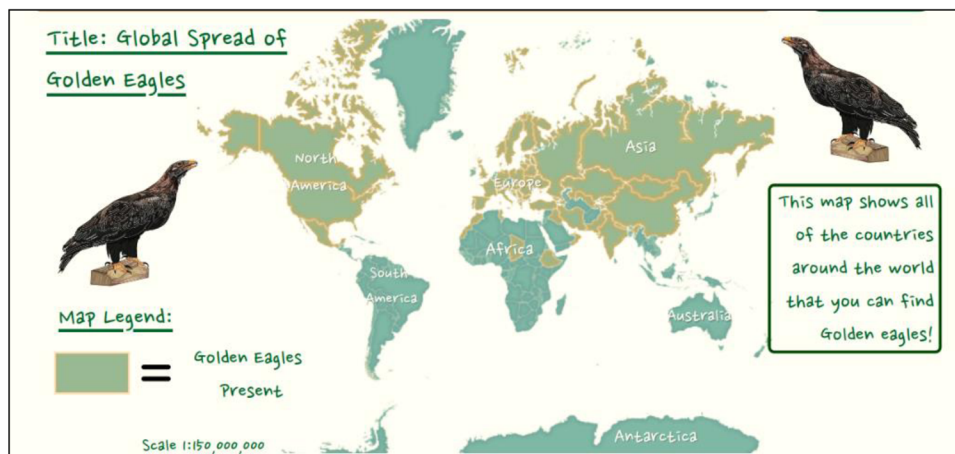 Title: Global Spread of
Golden Eagles
North
America
Europe
Asia
Africa
South
America
Australia
Antarctica
This map shows all
of the countries
around the world
that you can find
Golden eagles!
Map Legend:
=
Golden Eagles
Present
Scale 1:150,000,000